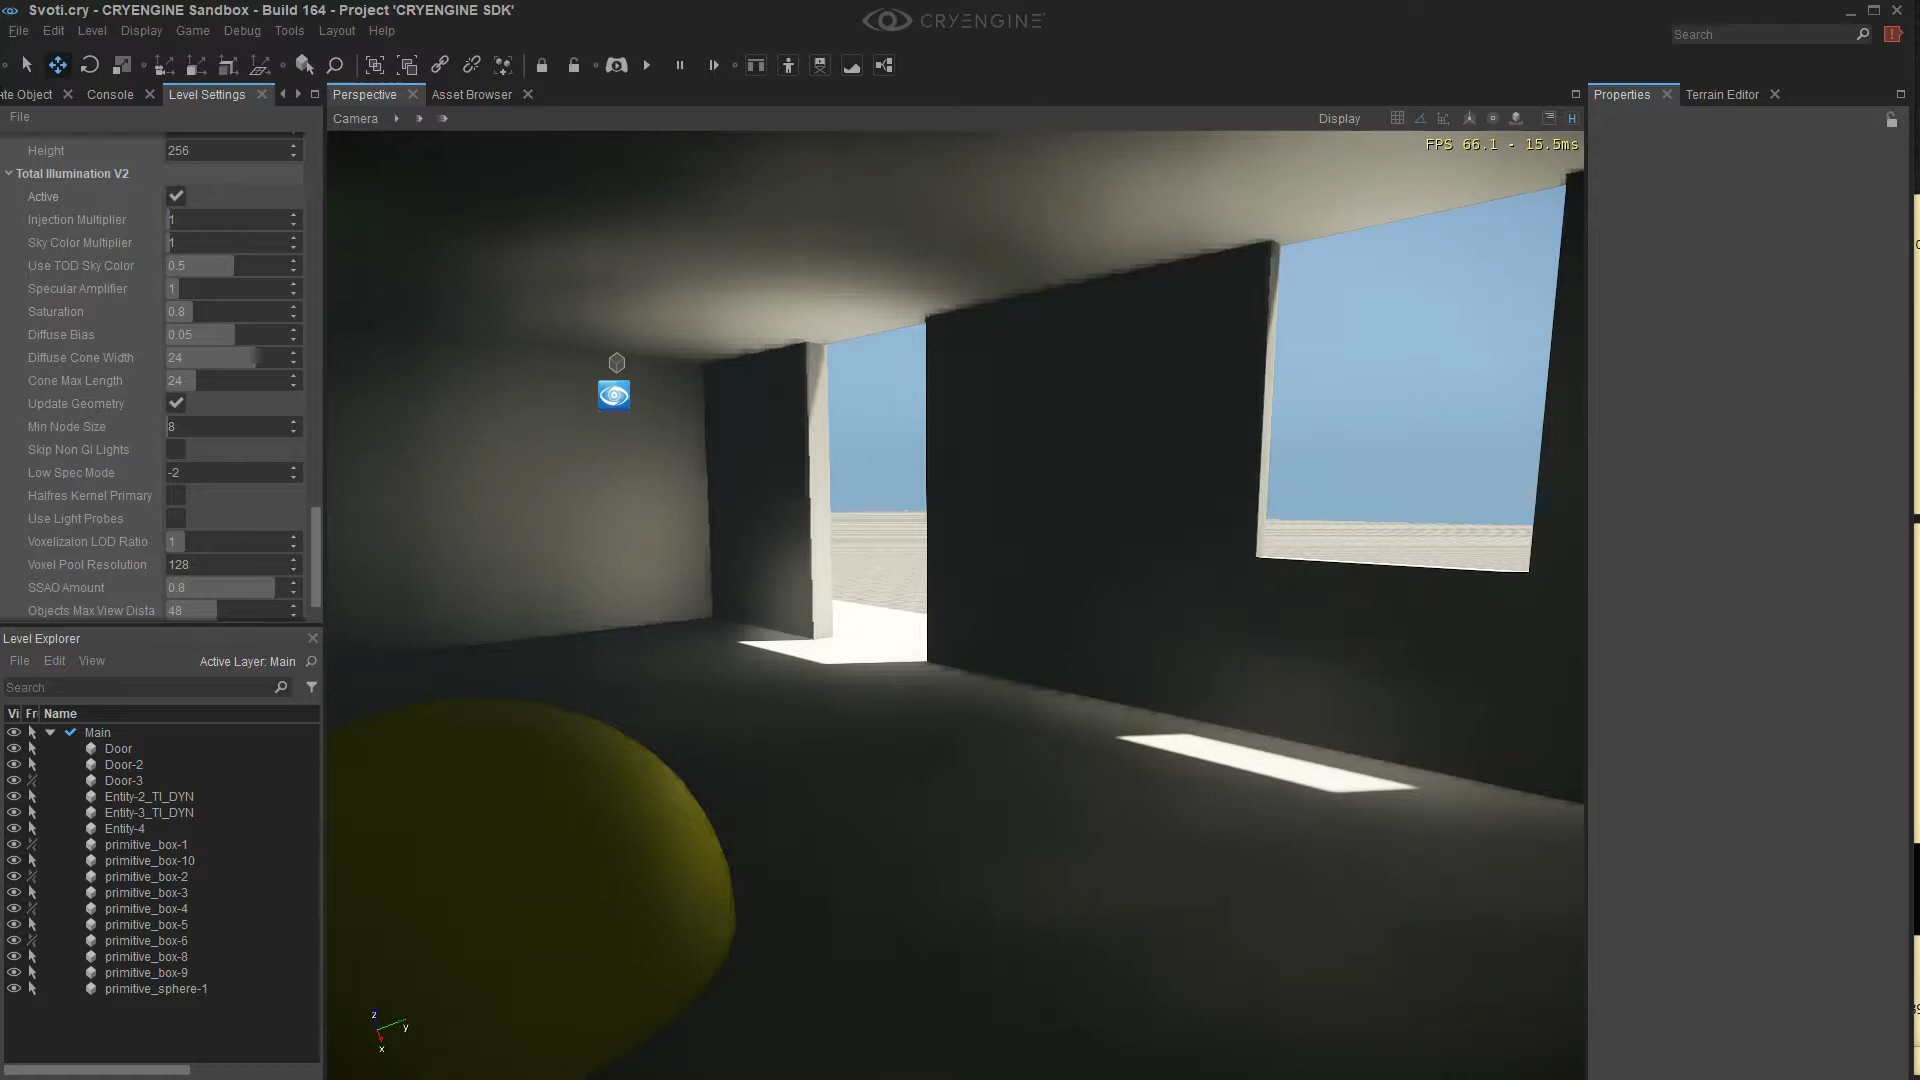 Svoti.cry - CRYENGINE Sandbox - Build 164 - Project 'CRYENGINE SDK'
CRYENGINE
File Edit Level Display Game Debug Tools Layout Help
Search
ate Object Console Level Settings
Perspective Asset Browser
Properties Terrain Editor
File
Camera
Display
H
FPS 66.1 - 15.5ms
Height 256
Total Illumination V2
Active
Injection Multiplier 1
Sky Color Multiplier 1
Use TOD Sky Color 0.5
Specular Amplifier 1
Saturation 0.8
Diffuse Bias 0.05
Diffuse Cone Width 24
Cone Max Length 24
Update Geometry
Min Node Size 8
Skip Non GI Lights
Low Spec Mode -2
Halfres Kernel Primary
Use Light Probes
Voxelizaion LOD Ratio 1
Voxel Pool Resolution 128
SSAO Amount 0.8
Objects Max View Dista 48
Level Explorer
File Edit View Active Layer: Main
Search
Vi Fr Name
Main
Door
Door-2
Door-3
Entity-2_TI_DYN
Entity-3_TI_DYN
Entity-4
primitive_box-1
primitive_box-10
primitive_box-2
primitive_box-3
primitive_box-4
primitive_box-5
primitive_box-6
primitive_box-8
primitive_box-9
primitive_sphere-1
z
y
x